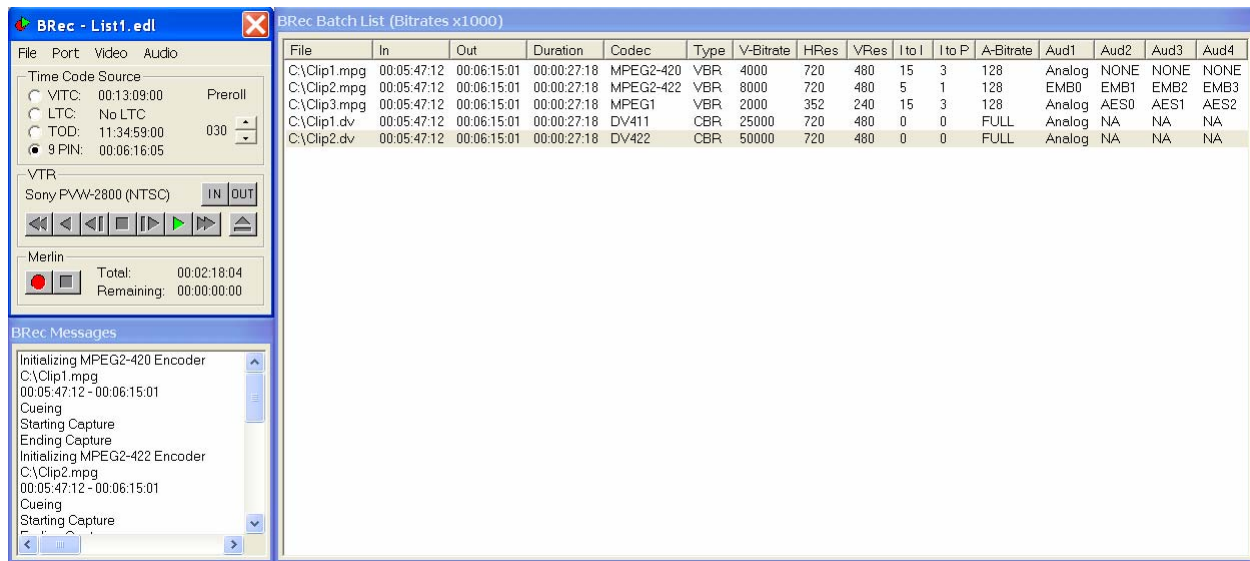 BRec - List1.edl
File Port Video Audio
Time Code Source
VITC: 00:13:09:00 Preroll
LTC: No LTC
TOD: 11:34:59:00 030
9 PIN: 00:06:16:05
VTR
Sony PVW-2800 (NTSC) IN OUT
Merlin
Total: 00:02:18:04
Remaining: 00:00:00:00
BRec Messages
Initializing MPEG2-420 Encoder
C:\Clip1.mpg
00:05:47:12 - 00:06:15:01
Cueing
Starting Capture
Ending Capture
Initializing MPEG2-422 Encoder
C:\Clip2.mpg
00:05:47:12 - 00:06:15:01
Cueing
Starting Capture
BRec Batch List (Bitrates x1000)
File In Out Duration Codec Type V-Bitrate HRes VRes I to I I to P A-Bitrate Aud1 Aud2 Aud3 Aud4
C:\Clip1.mpg 00:05:47:12 00:06:15:01 00:00:27:18 MPEG2-420 VBR 4000 720 480 15 3 128 Analog NONE NONE NONE
C:\Clip2.mpg 00:05:47:12 00:06:15:01 00:00:27:18 MPEG2-422 VBR 8000 720 480 5 1 128 EMB0 EMB1 EMB2 EMB3
C:\Clip3.mpg 00:05:47:12 00:06:15:01 00:00:27:18 MPEG1 VBR 2000 352 240 15 3 128 Analog AES0 AES1 AES2
C:\Clip1.dv 00:05:47:12 00:06:15:01 00:00:27:18 DV411 CBR 25000 720 480 0 0 FULL Analog NA NA NA
C:\Clip2.dv 00:05:47:12 00:06:15:01 00:00:27:18 DV422 CBR 50000 720 480 0 0 FULL Analog NA NA NA